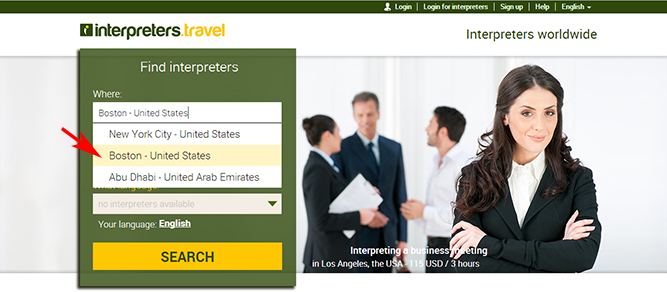 Login | Login for interpreters | Sign up | Help | English
interpreters.travel
Interpreters worldwide
Find interpreters
Where:
Boston - United States
New York City - United States
Boston - United States
Abu Dhabi - United Arab Emirates
language:
no interpreters available
Your language: English
SEARCH
Interpreting a business meeting
in Los Angeles, the USA - 115 USD / 3 hours